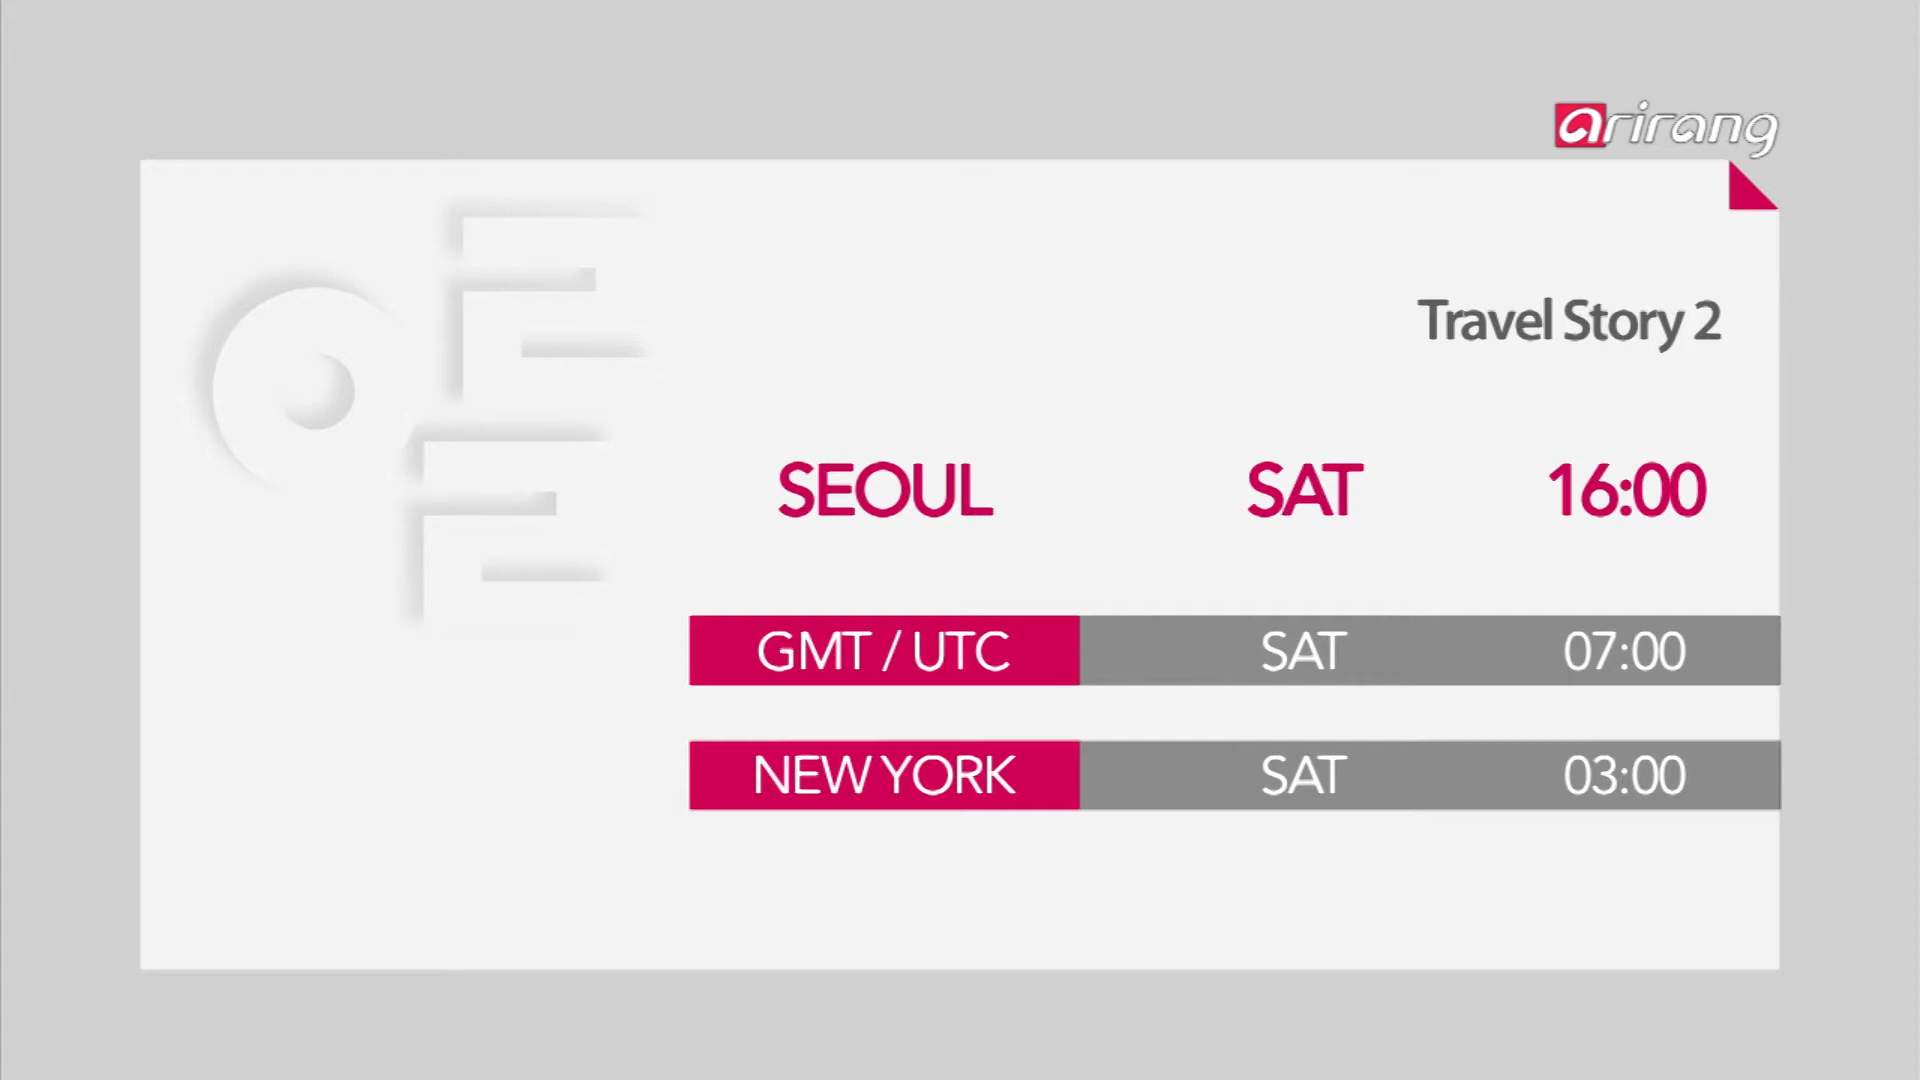 arirang
Travel Story 2
SEOUL SAT 16:00
GMT / UTC SAT 07:00
NEW YORK SAT 03:00